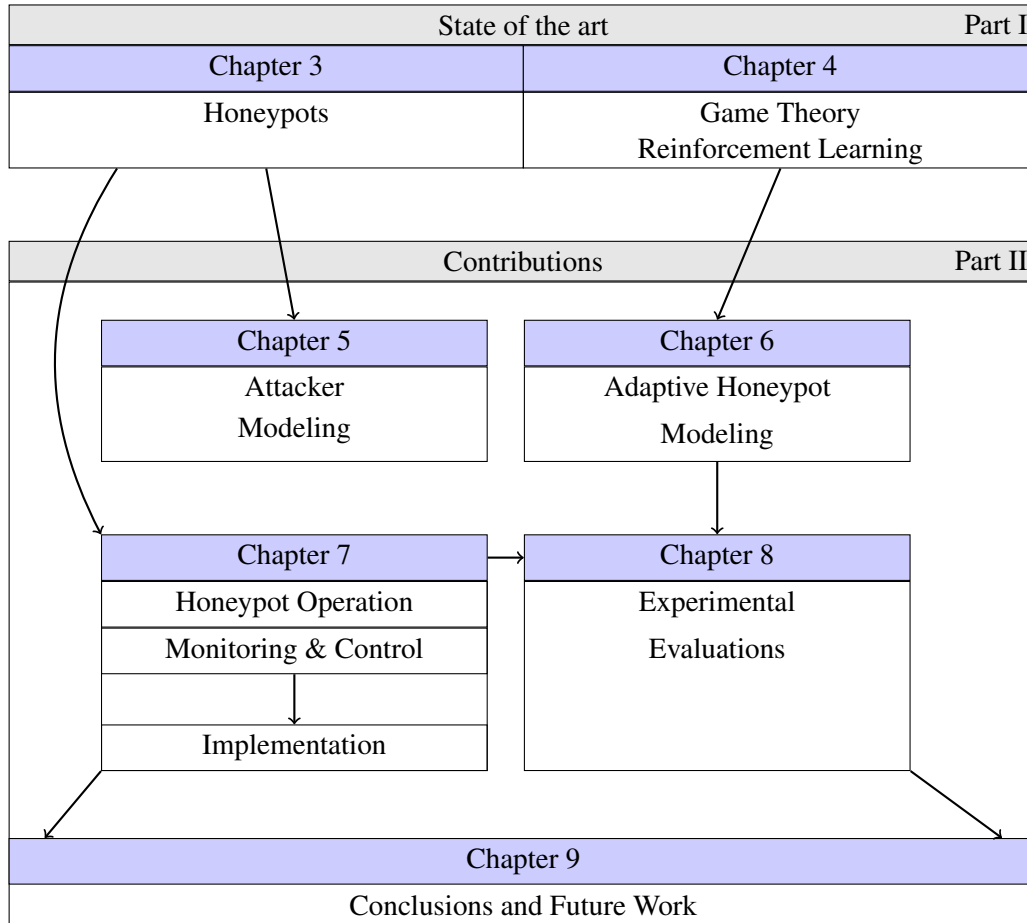 State of the art Part I
Chapter 3
Chapter 4
Honeypots
Game Theory
Reinforcement Learning
Contributions Part II
Chapter 5
Attacker
Modeling
Chapter 6
Adaptive Honeypot
Modeling
Chapter 7
Honeypot Operation
Monitoring & Control
Implementation
Chapter 8
Experimental
Evaluations
Chapter 9
Conclusions and Future Work